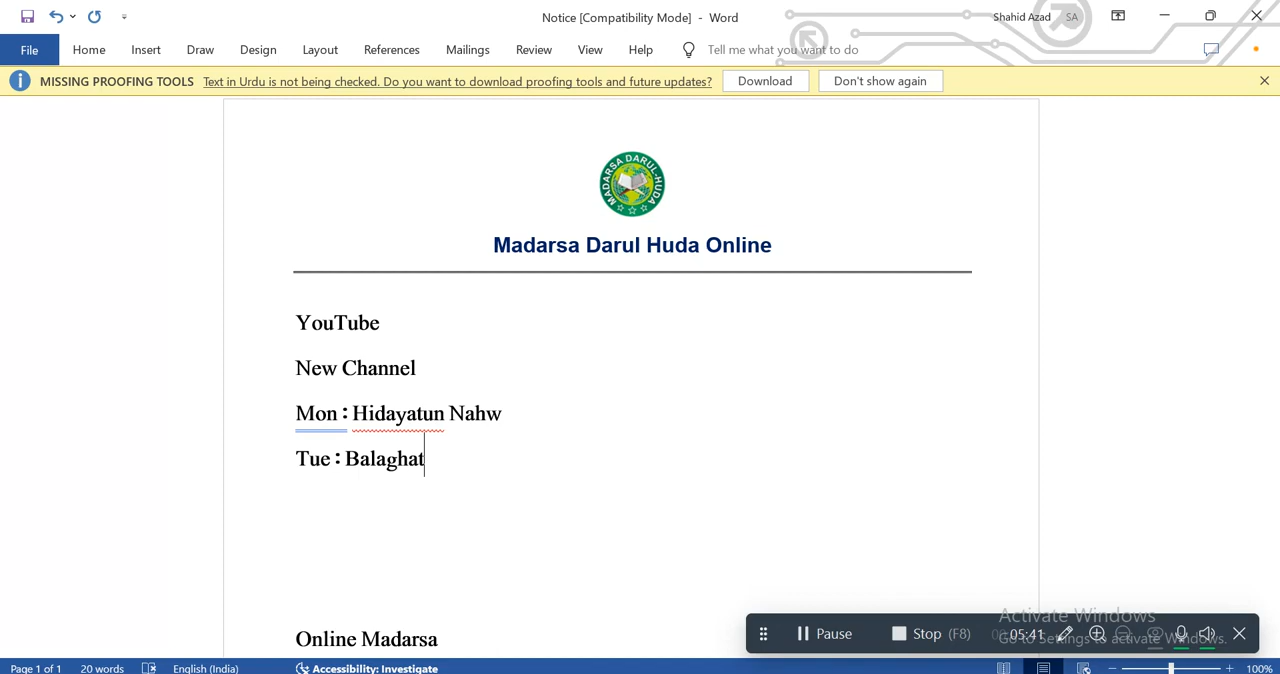 Notice [Compatibility Mode] - Word
Shahid Azad SA
File Home Insert Draw Design Layout References Mailings Review View Help Tell me what you want to do
MISSING PROOFING TOOLS Text in Urdu is not being checked. Do you want to download proofing tools and future updates? Download Don't show again
MADARSA DARUL-HUDA
Madarsa Darul Huda Online
YouTube
New Channel
Mon : Hidayatun Nahw
Tue : Balaghat
Online Madarsa
Activate Windows
Pause Stop (F8) 05:41
Go to Settings to activate Windows.
Page 1 of 1 20 words English (India) Accessibility: Investigate 100%